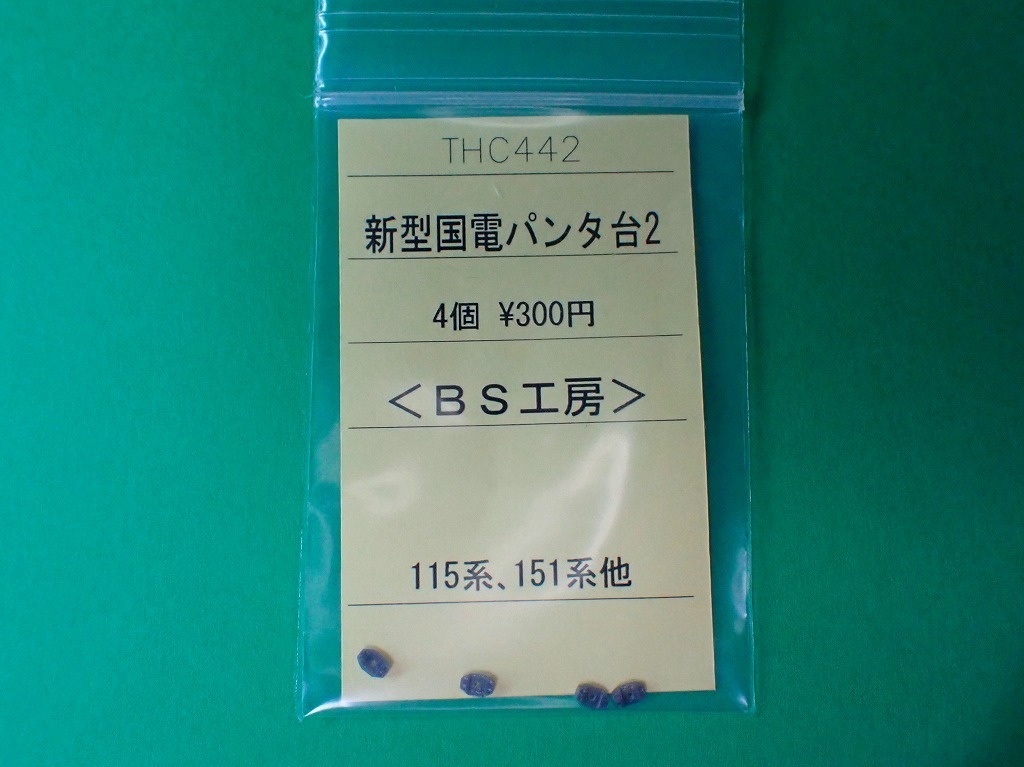 THC442
新型国電パンタ台2
4個 ¥300円
＜ＢＳ工房＞
115系、151系他